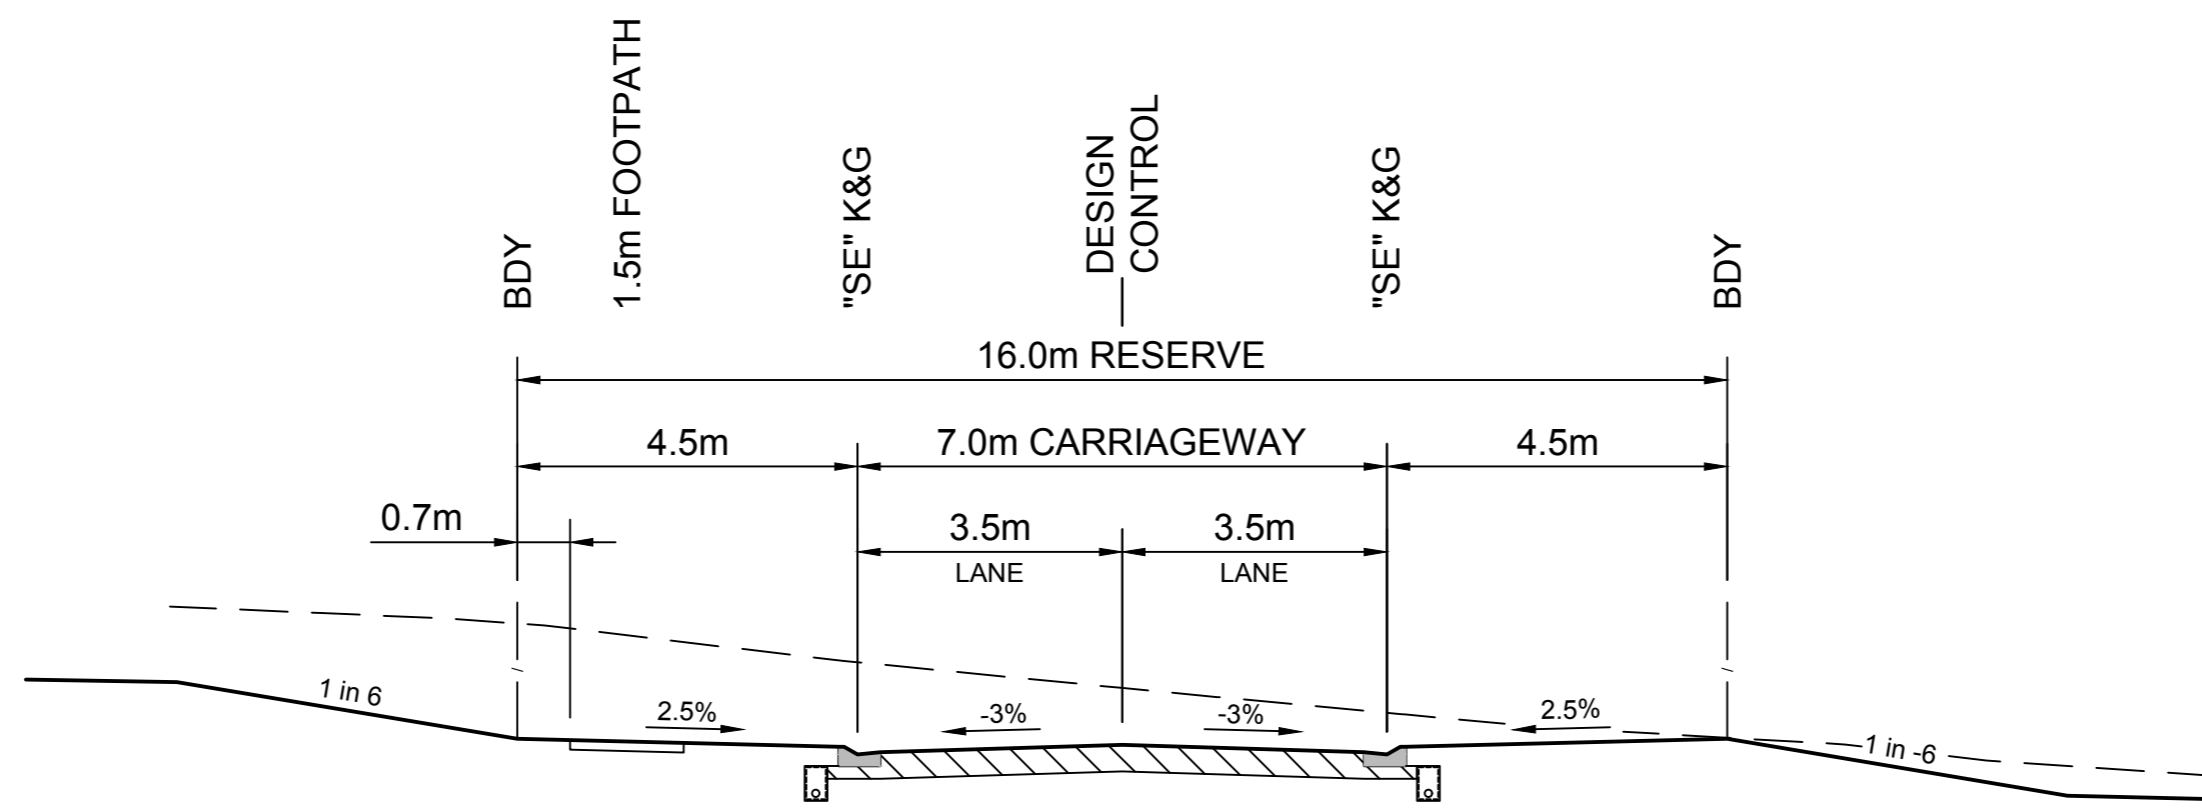 BDY
1.5m FOOTPATH
"SE" K&G
DESIGN
CONTROL
"SE" K&G
BDY
16.0m RESERVE
4.5m
7.0m CARRIAGEWAY
4.5m
0.7m
3.5m
LANE
3.5m
LANE
1 in 6
2.5%
-3%
-3%
2.5%
1 in -6